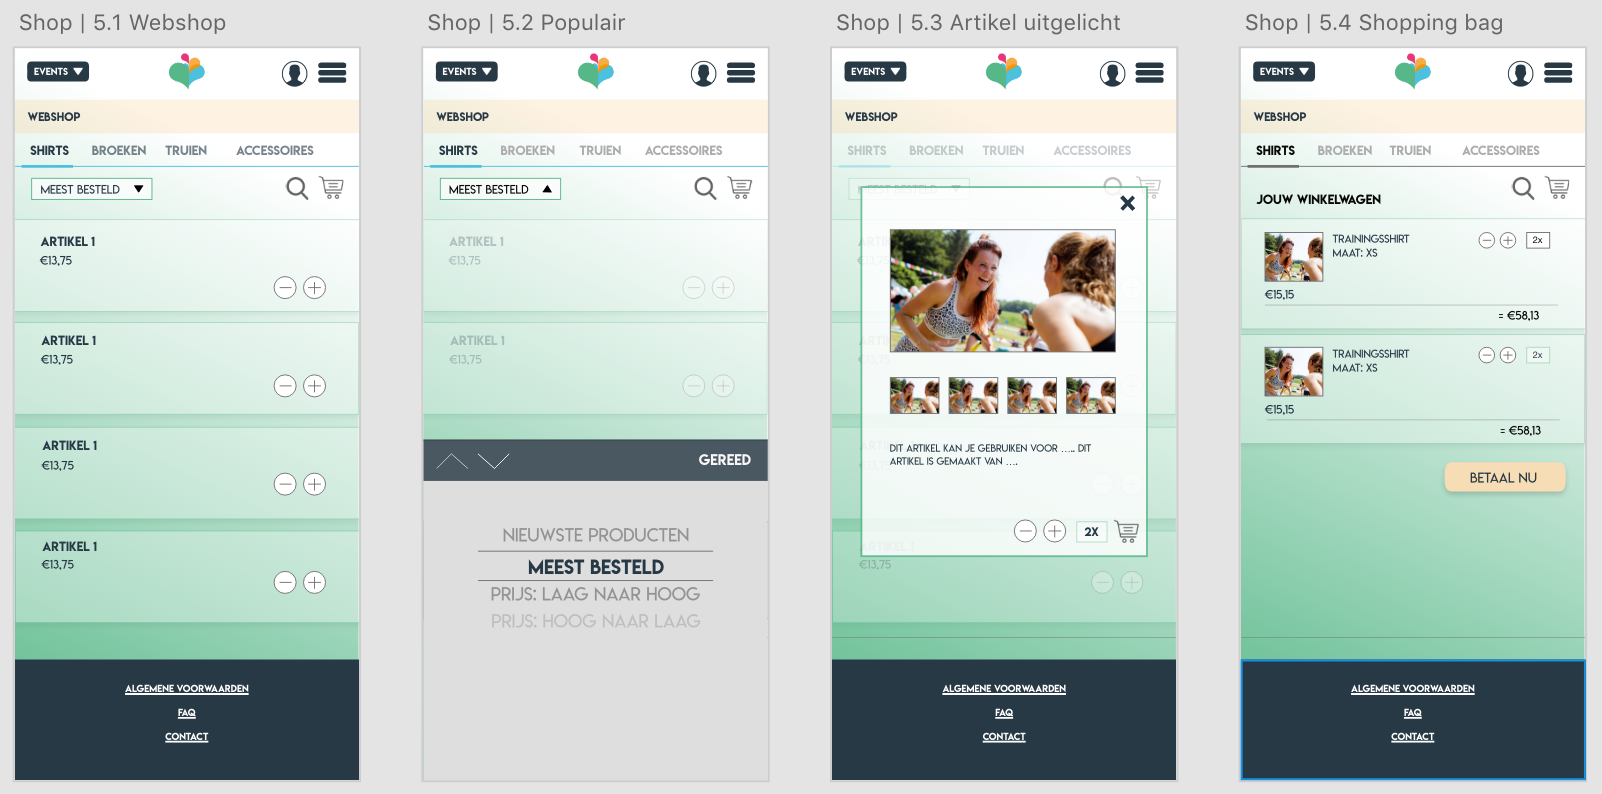 Shop | 5.1 Webshop
EVENTS
WEBSHOP
SHIRTS BROEKEN TRUIEN ACCESSOIRES
MEEST BESTELD
ARTIKEL 1
€13,75
ARTIKEL 1
€13,75
ARTIKEL 1
€13,75
ARTIKEL 1
€13,75
ALGEMENE VOORWAARDEN
FAQ
CONTACT
Shop | 5.2 Populair
EVENTS
WEBSHOP
SHIRTS BROEKEN TRUIEN ACCESSOIRES
MEEST BESTELD
ARTIKEL 1
€13,75
ARTIKEL 1
€13,75
GEREED
NIEUWSTE PRODUCTEN
MEEST BESTELD
PRIJS: LAAG NAAR HOOG
PRIJS: HOOG NAAR LAAG
Shop | 5.3 Artikel uitgelicht
EVENTS
WEBSHOP
SHIRTS BROEKEN TRUIEN ACCESSOIRES
MEEST BESTELD
DIT ARTIKEL KAN JE GEBRUIKEN VOOR ..... DIT
ARTIKEL IS GEMAAKT VAN ....
2X
ARTIKEL 1
€13,75
ALGEMENE VOORWAARDEN
FAQ
CONTACT
Shop | 5.4 Shopping bag
EVENTS
WEBSHOP
SHIRTS BROEKEN TRUIEN ACCESSOIRES
JOUW WINKELWAGEN
TRAININGSSHIRT
MAAT: XS
2x
€15,15
= €58,13
TRAININGSSHIRT
MAAT: XS
2x
€15,15
= €58,13
BETAAL NU
ALGEMENE VOORWAARDEN
FAQ
CONTACT